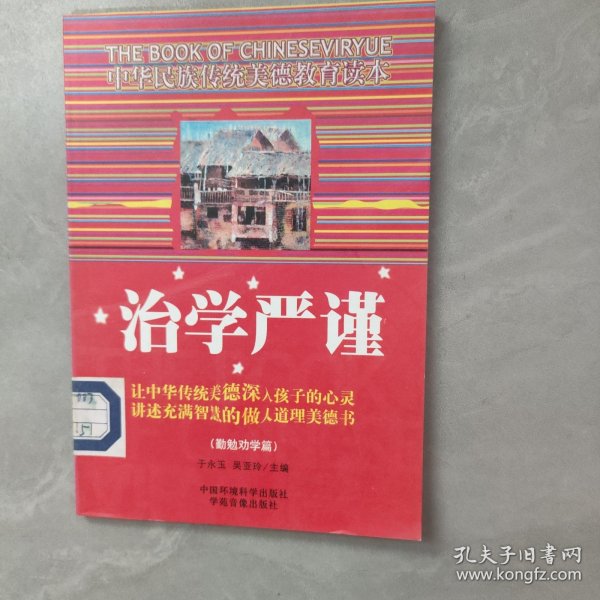 THE BOOK OF CHINESEVIRYUE
中华民族传统美德教育读本
治学严谨
让中华传统美德深入孩子的心灵
讲述充满智慧的做人道理美德书
(勤勉劝学篇)
于永玉 吴亚玲/主编
中国环境科学出版社
学苑音像出版社
孔夫子旧书网
www.kongfz.com